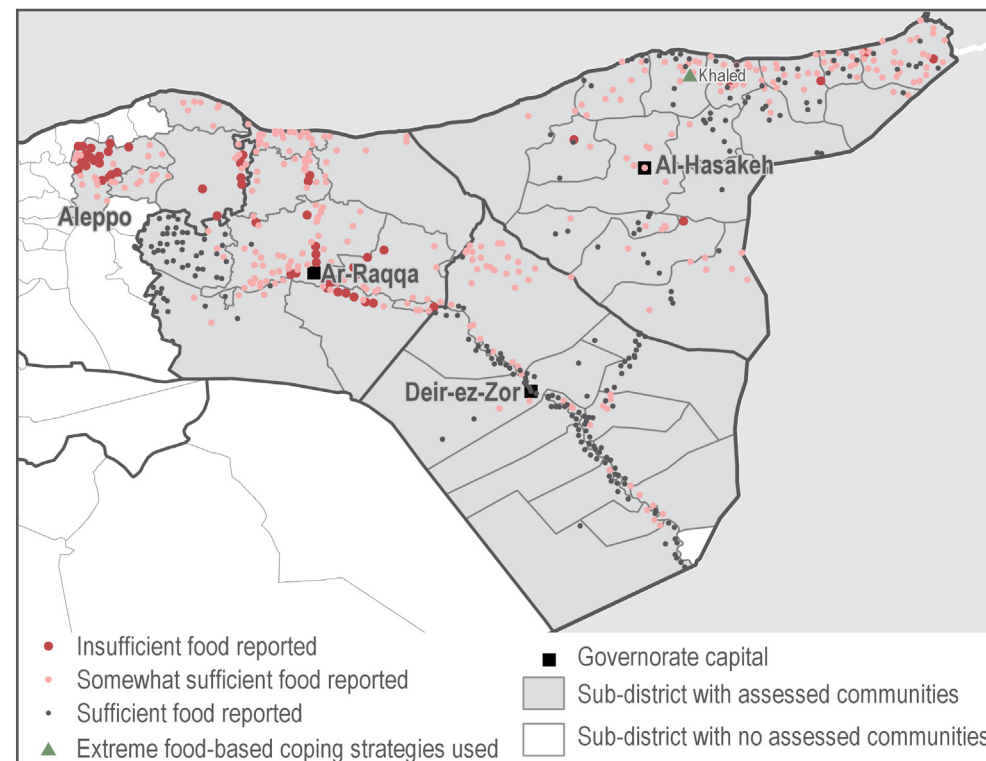 Khaled
Al-Hasakeh
Aleppo
Ar-Raqqa
Deir-ez-Zor
Insufficient food reported
Somewhat sufficient food reported
Sufficient food reported
Extreme food-based coping strategies used
Governorate capital
Sub-district with assessed communities
Sub-district with no assessed communities